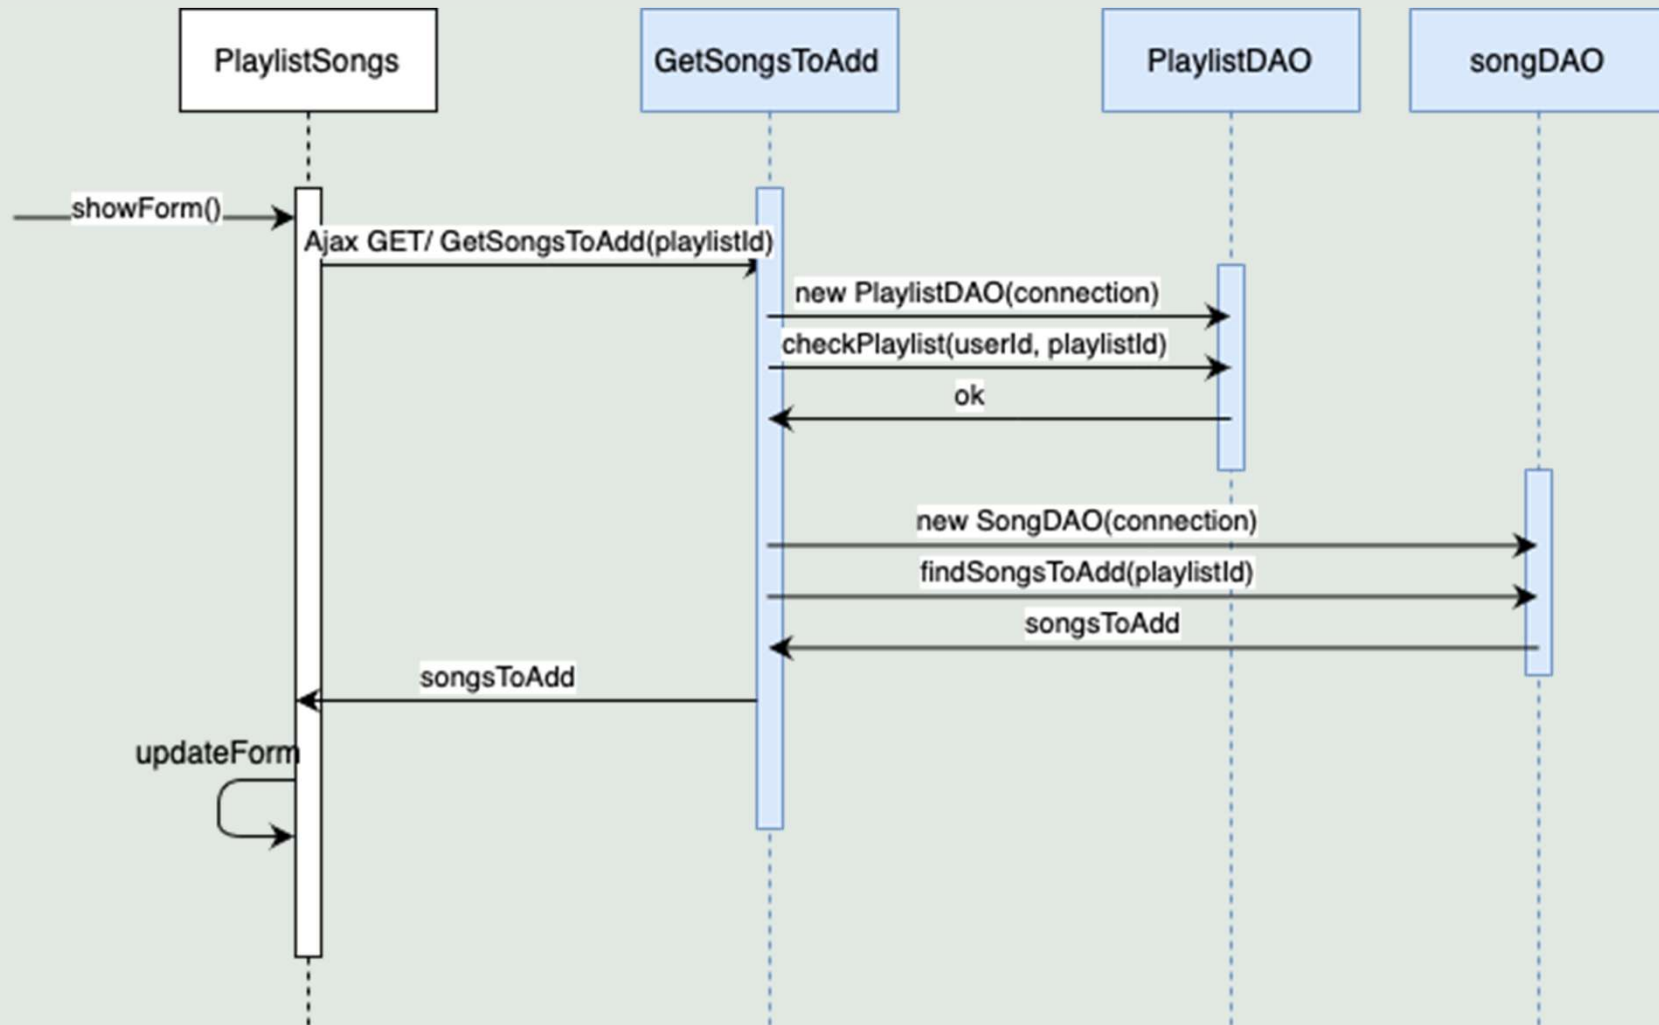 PlaylistSongs
GetSongsToAdd
PlaylistDAO
songDAO
showForm()
Ajax GET/ GetSongsToAdd(playlistId)
new PlaylistDAO(connection)
checkPlaylist(userId, playlistId)
ok
new SongDAO(connection)
findSongsToAdd(playlistId)
songsToAdd
songsToAdd
updateForm